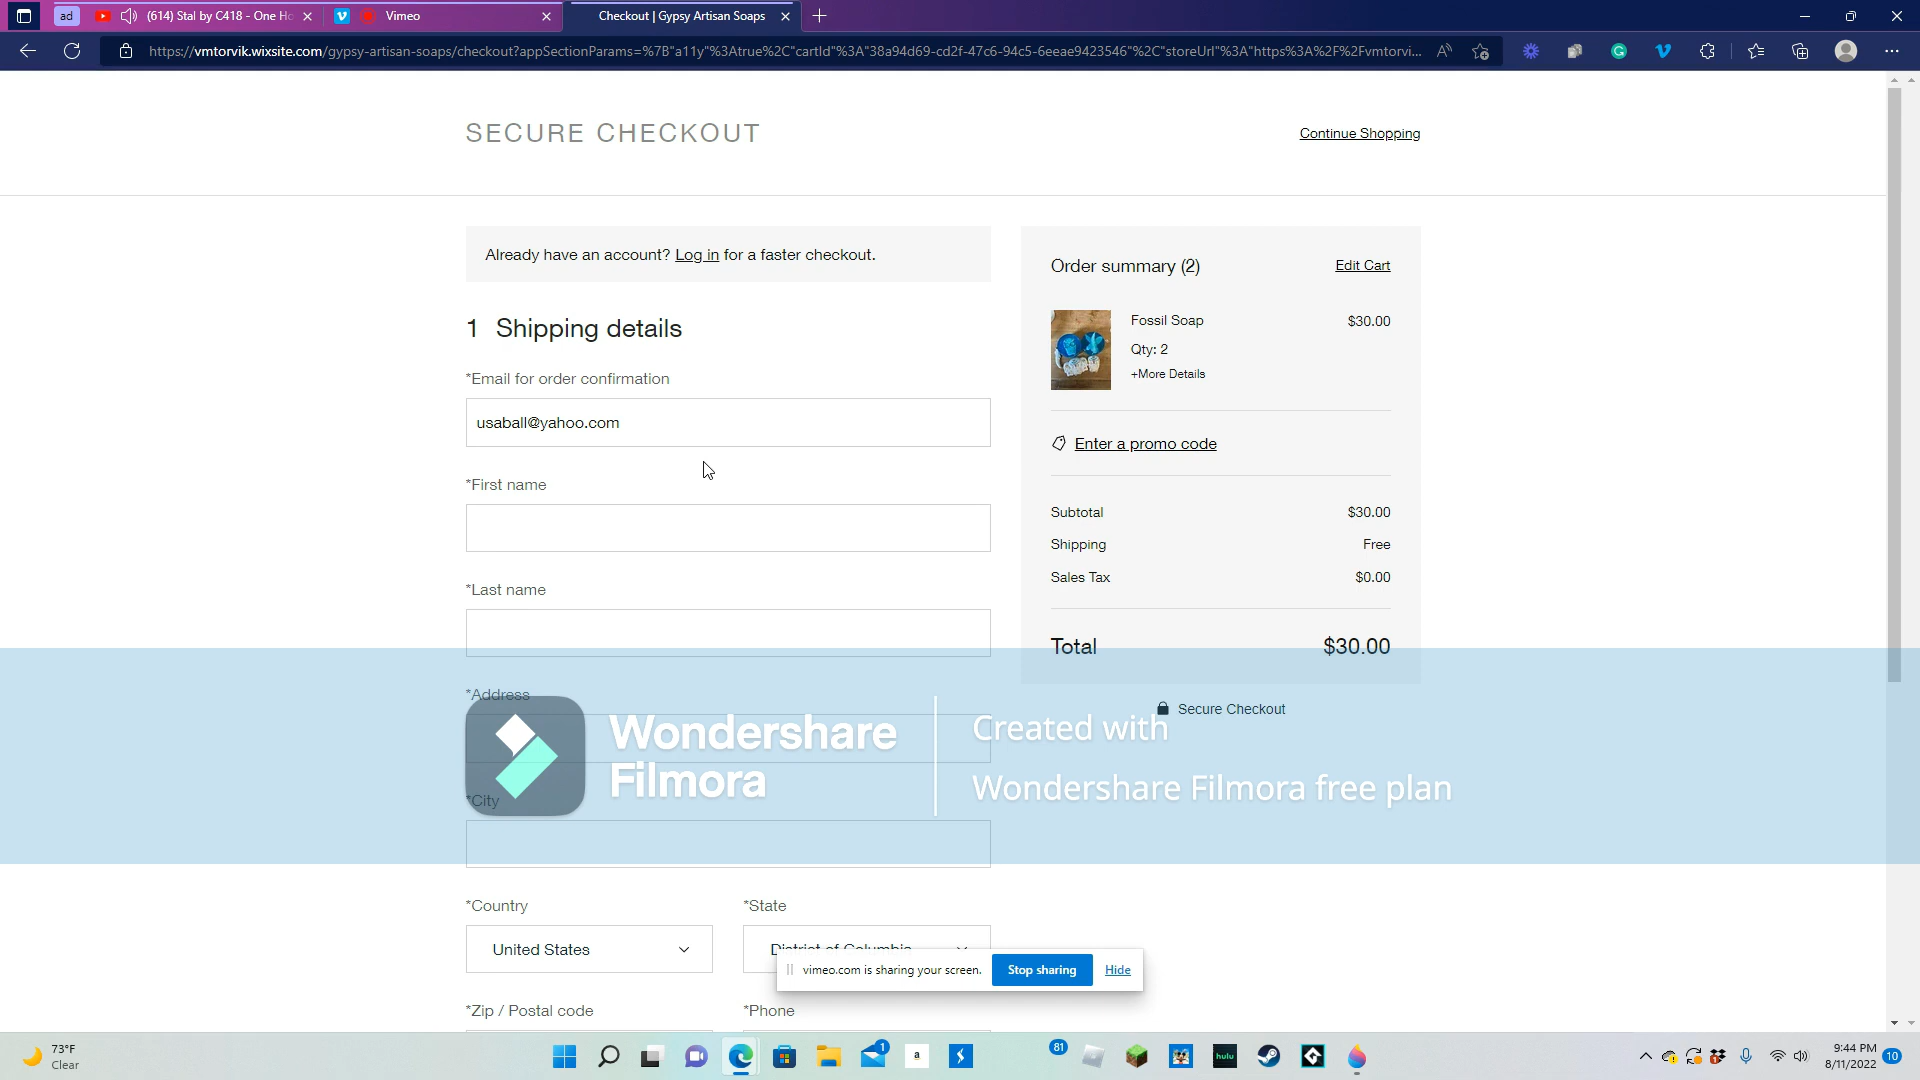 ad
(614) Stal by C418 - One Ho
Vimeo
Checkout | Gypsy Artisan Soaps
https://vmtorvik.wixsite.com/gypsy-artisan-soaps/checkout?appSectionParams=%7B"a11y"%3Atrue%2C"cartId"%3A"38a94d69-cd2f-47c6-94c5-6eeae9423546"%2C"storeUrl"%3A"https%3A%2F%2Fvmtorvi...
SECURE CHECKOUT
Continue Shopping
Already have an account? Log in for a faster checkout.
1 Shipping details
*Email for order confirmation
usaball@yahoo.com
*First name
*Last name
*Address
*City
*Country
*State
United States
District of Columbia
*Zip / Postal code
*Phone
Order summary (2)
Edit Cart
Fossil Soap
$30.00
Qty: 2
+More Details
Enter a promo code
Subtotal
$30.00
Shipping
Free
Sales Tax
$0.00
Total
$30.00
Secure Checkout
Wondershare
Filmora
Created with
Wondershare Filmora free plan
vimeo.com is sharing your screen.
Stop sharing
Hide
73°F
Clear
1
a
81
hulu
9:44 PM
8/11/2022
10